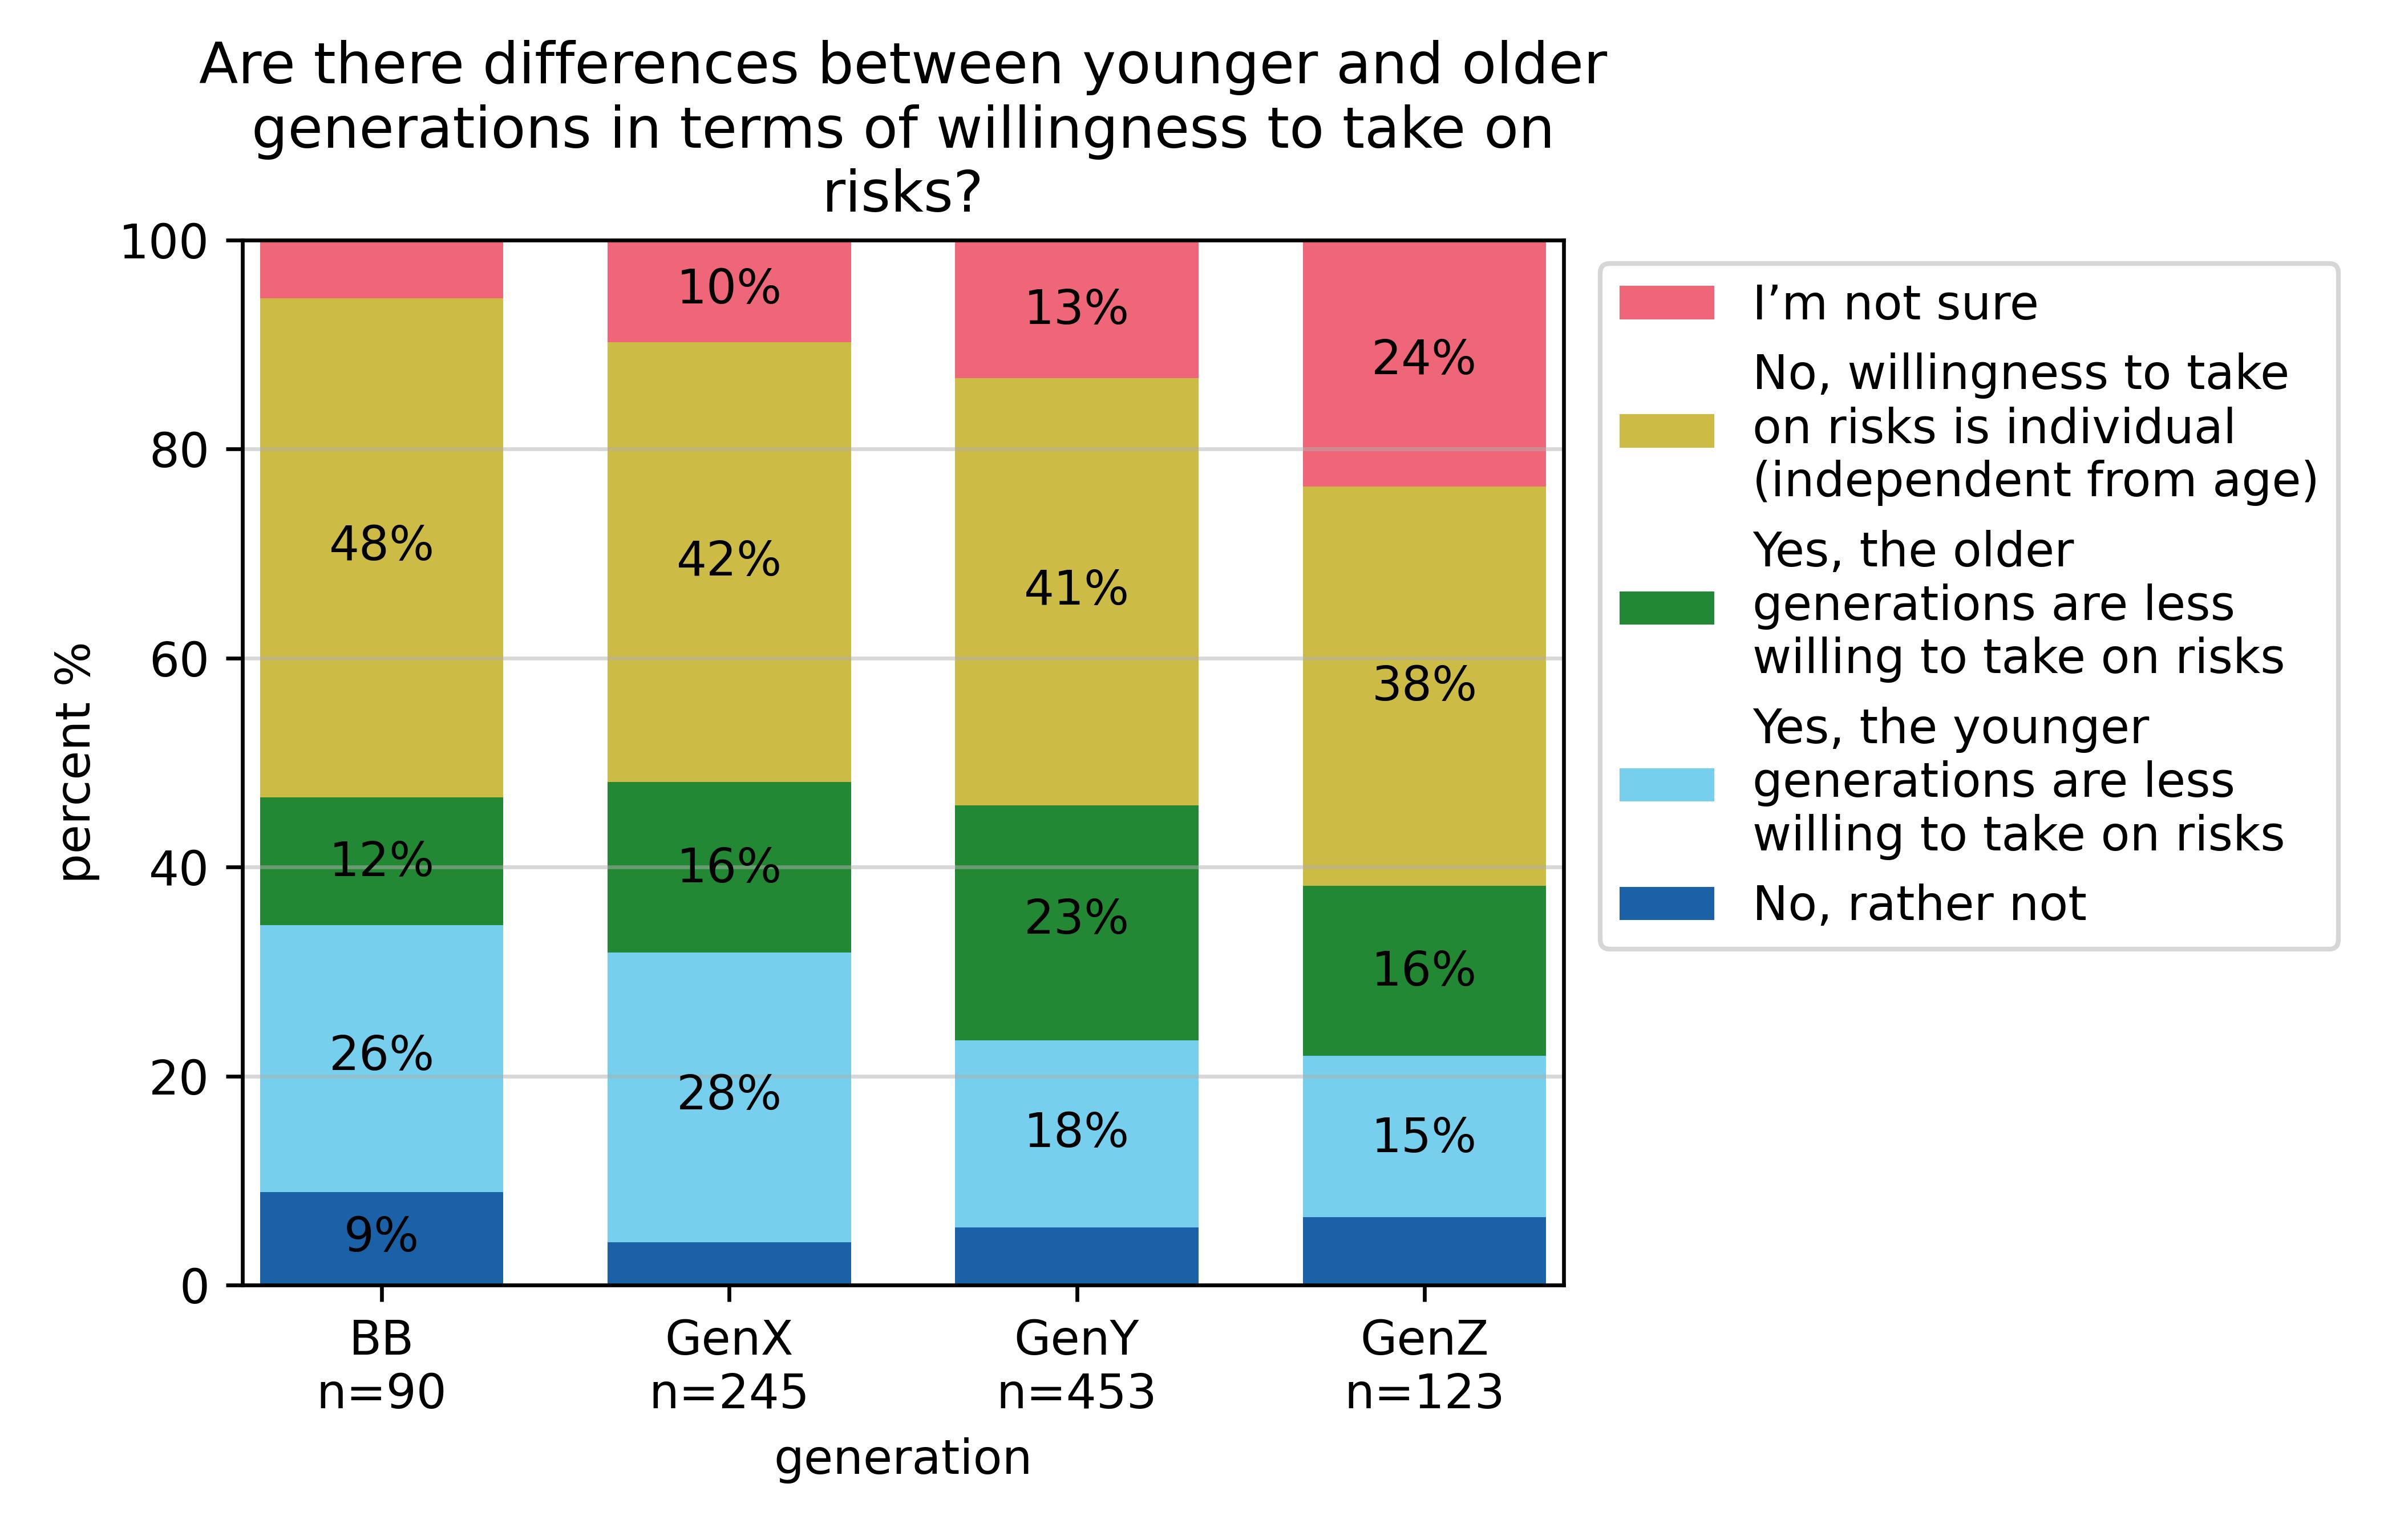 Are there differences between younger and older
generations in terms of willingness to take on
risks?
100
80
60
40
20
0
percent %
48%
12%
26%
9%
10%
42%
16%
28%
13%
41%
23%
18%
24%
38%
16%
15%
BB
n=90
GenX
n=245
GenY
n=453
GenZ
n=123
generation
I’m not sure
No, willingness to take
on risks is individual
(independent from age)
Yes, the older
generations are less
willing to take on risks
Yes, the younger
generations are less
willing to take on risks
No, rather not